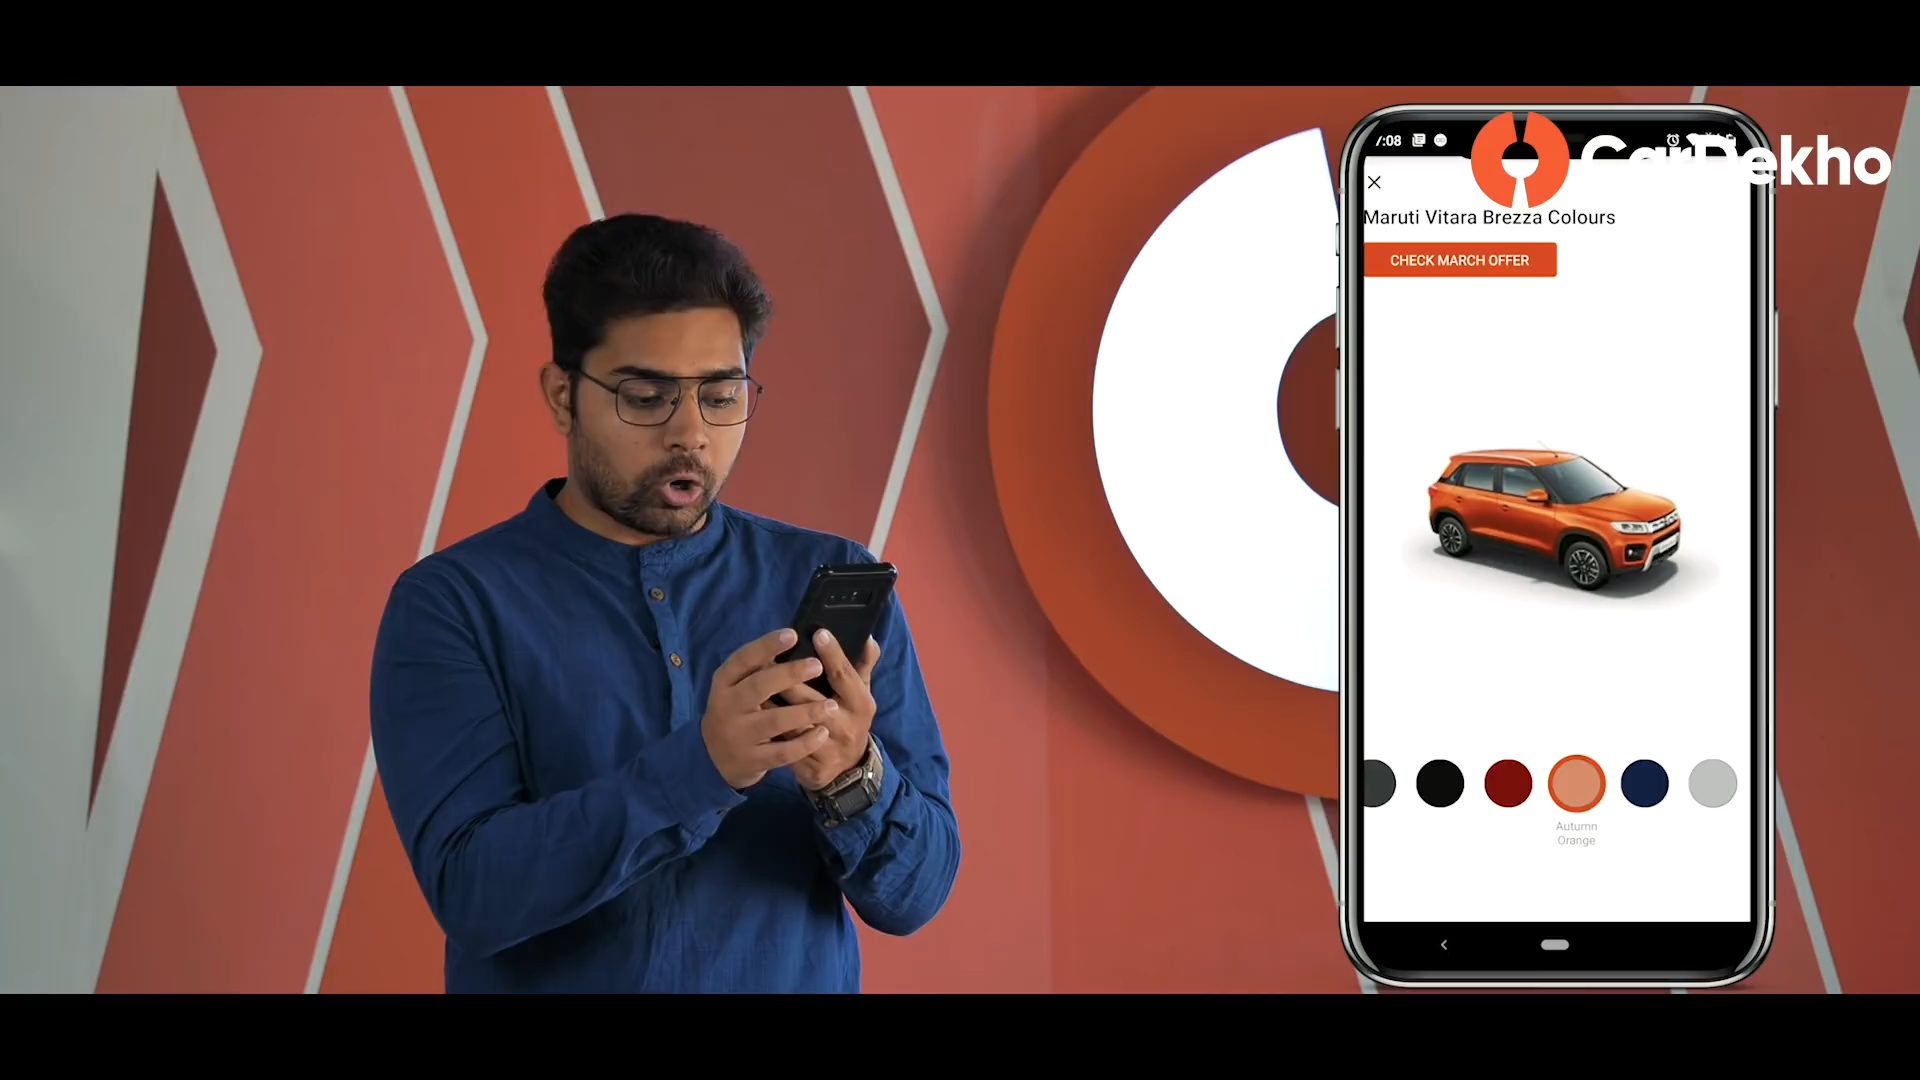 7:08
CarDekho
Maruti Vitara Brezza Colours
CHECK MARCH OFFER
Autumn
Orange